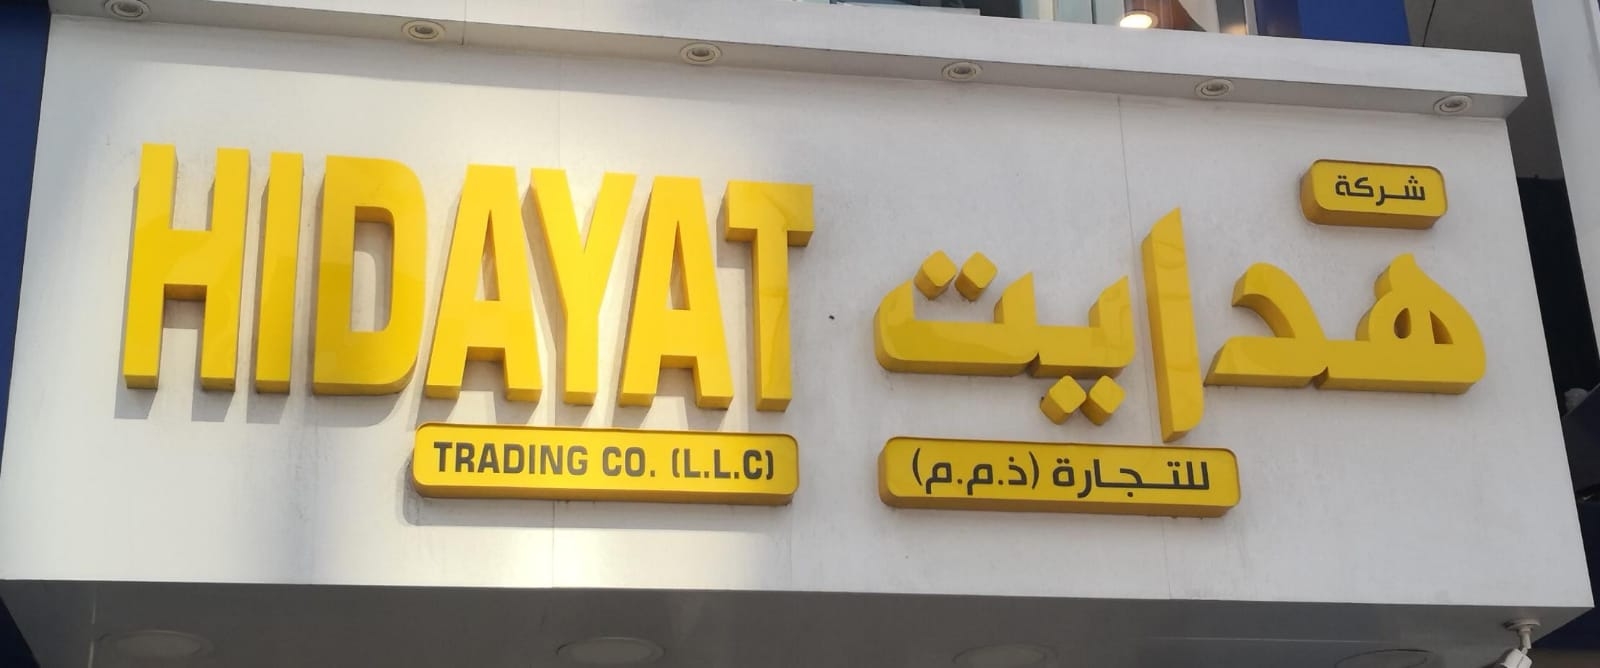 HIDAYAT
TRADING CO. (L.L.C)
شركة
هدايت
للتجارة (ذ.م.م)